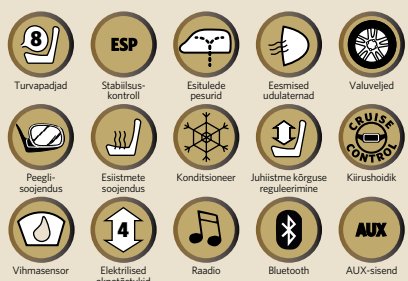 8
ESP
Turvapadjad
Stabiilsus-
kontroll
Esitulede
pesurid
Eesmised
udulaternad
Valuveljed
CRUISE
CONTROL
Peegli-
soojendus
Esiistmete
soojendus
Konditsioneer
Juhiistme kõrguse
reguleerimine
Kiirushoidik
4
AUX
Vihmasensor
Elektrilised
Raadio
Bluetooth
AUX-sisend